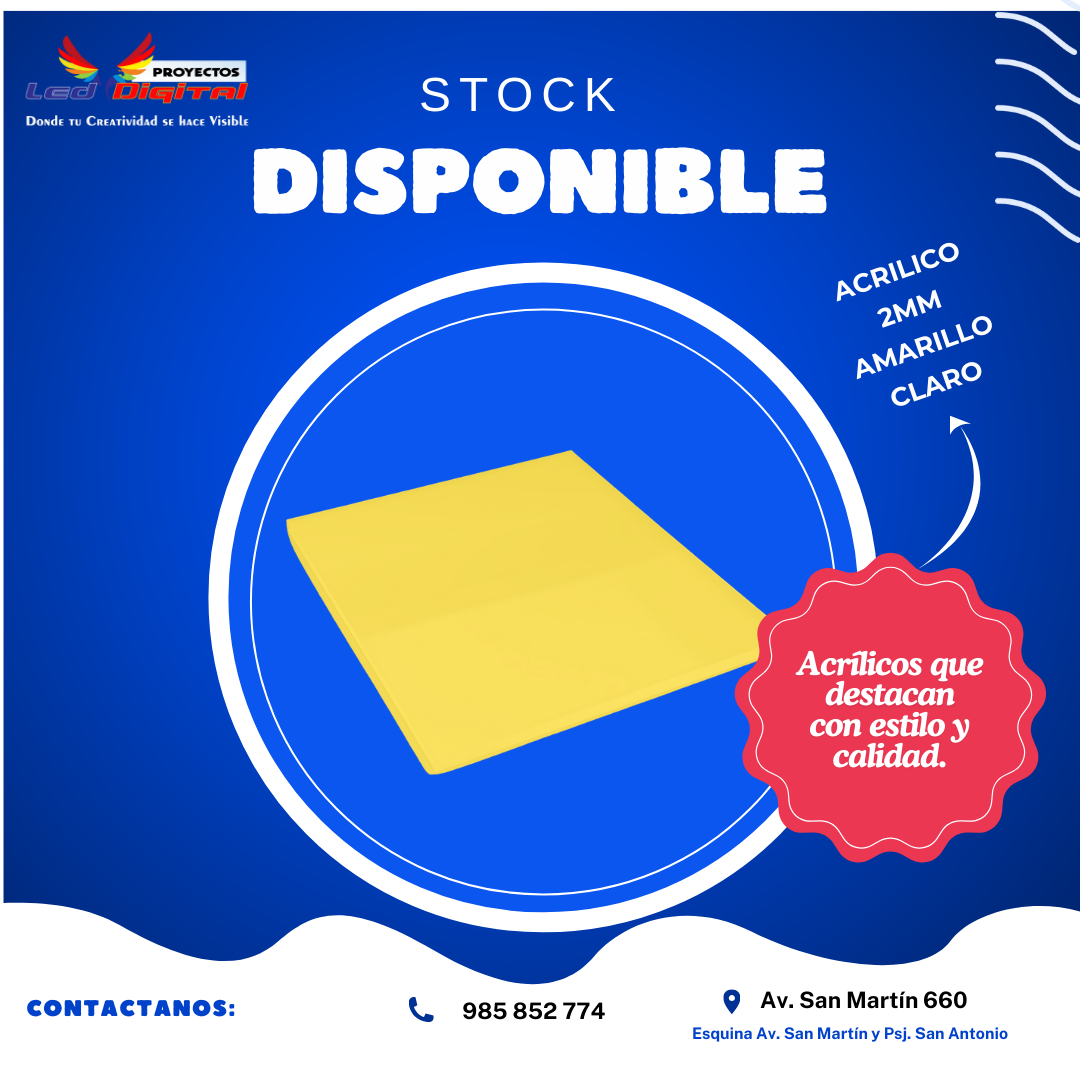 PROYECTOS
Led Digital
Donde tu Creatividad se hace Visible
STOCK
DISPONIBLE
ACRILICO
2MM
AMARILLO
CLARO
Acrílicos que
destacan
con estilo y
calidad.
CONTACTANOS:
985 852 774
Av. San Martín 660
Esquina Av. San Martín y Psj. San Antonio